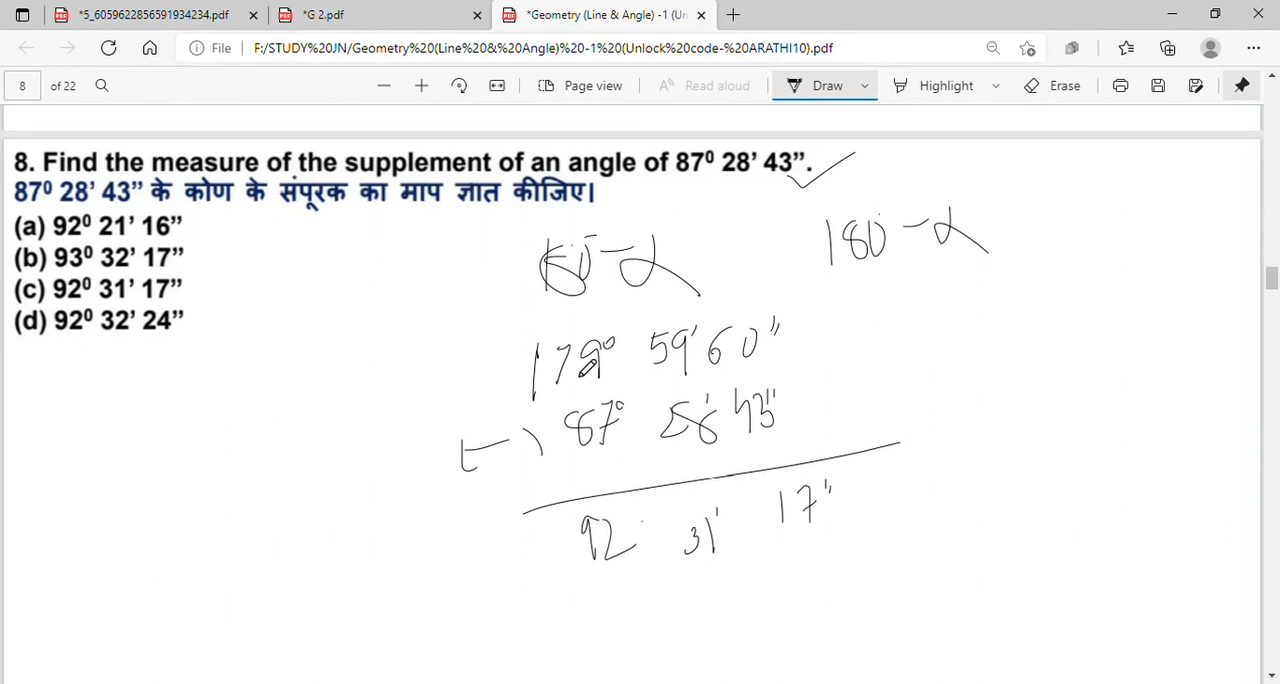 *5_6059622856591934234.pdf
*G 2.pdf
*Geometry (Line & Angle) -1 (Un
File F:/STUDY%20JN/Geometry%20(Line%20&%20Angle)%20-1%20(Unlock%20code-%20ARATHI10).pdf
8 of 22 Page view Read aloud Draw Highlight Erase
8. Find the measure of the supplement of an angle of 87⁰ 28’ 43”.
87⁰ 28’ 43” के कोण के संपूरक का माप ज्ञात कीजिए।
(a) 92⁰ 21’ 16”
(b) 93⁰ 32’ 17”
(c) 92⁰ 31’ 17”
(d) 92⁰ 32’ 24”
180 - α
179° 59' 60"
(-) 87° 28' 43"
92 31' 17"